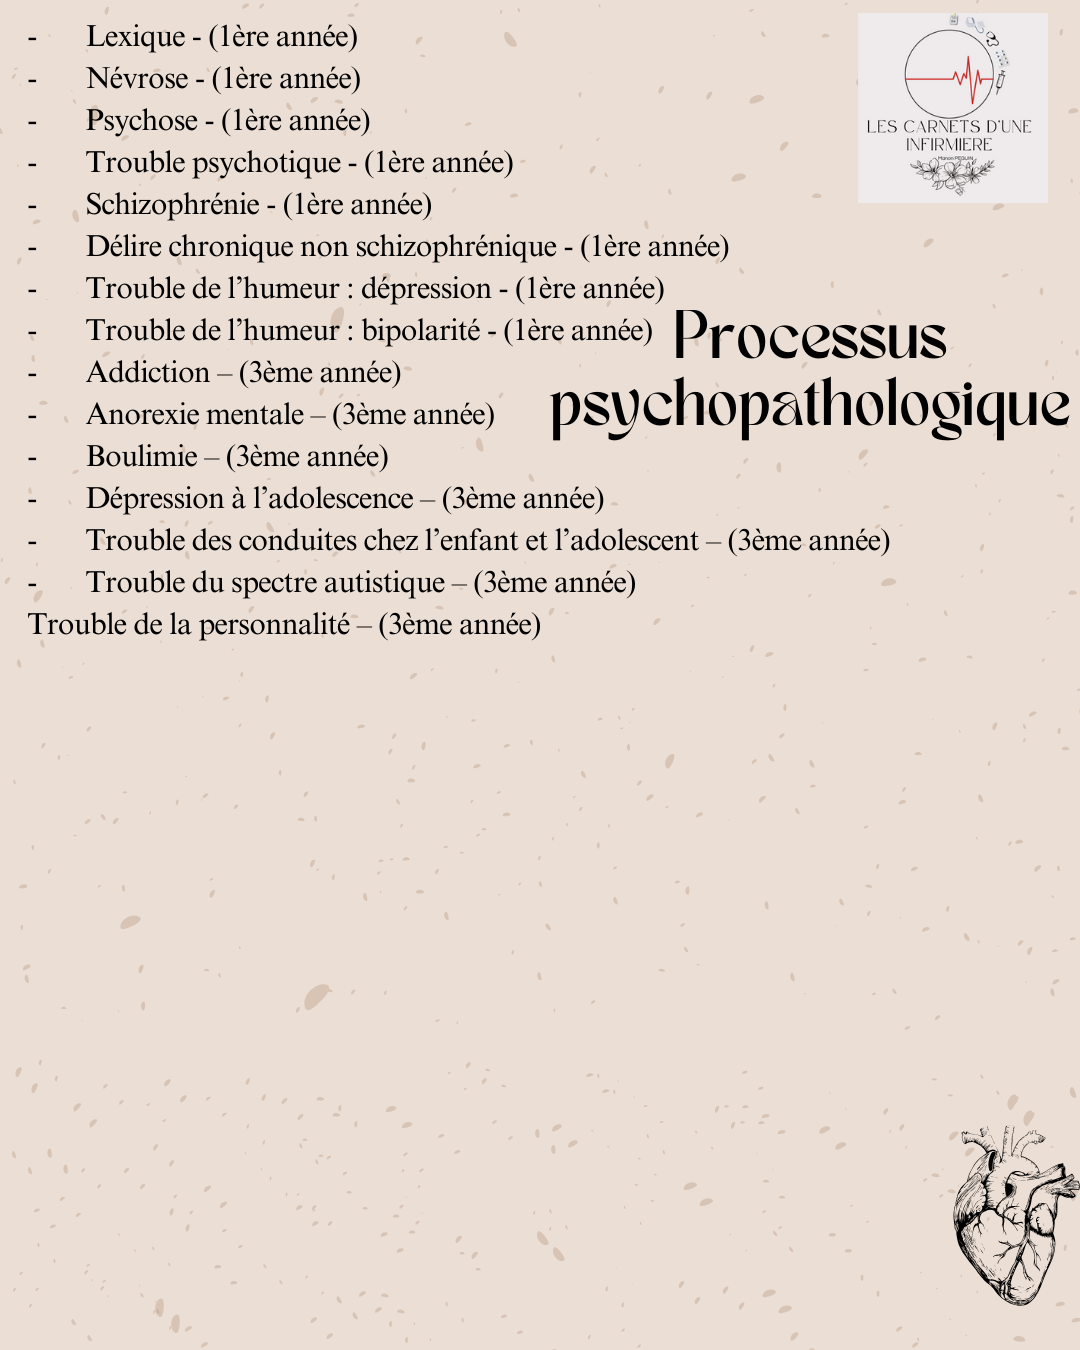 - Lexique - (1ère année)
- Névrose - (1ère année)
- Psychose - (1ère année)
- Trouble psychotique - (1ère année)
- Schizophrénie - (1ère année)
- Délire chronique non schizophrénique - (1ère année)
- Trouble de l’humeur : dépression - (1ère année)
- Trouble de l’humeur : bipolarité - (1ère année)
- Addiction – (3ème année)
- Anorexie mentale – (3ème année)
- Boulimie – (3ème année)
- Dépression à l’adolescence – (3ème année)
- Trouble des conduites chez l’enfant et l’adolescent – (3ème année)
- Trouble du spectre autistique – (3ème année)
Trouble de la personnalité – (3ème année)
LES CARNETS D'UNE
INFIRMIERE
Manon PEQUIN
Processus
psychopathologique